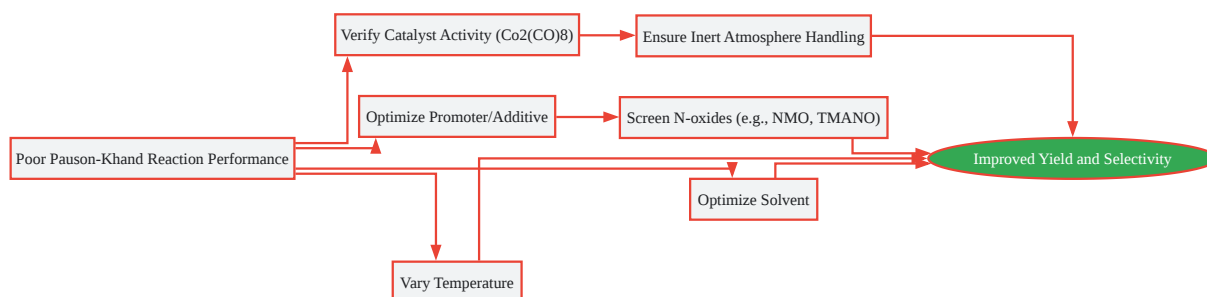 Verify Catalyst Activity (Co2(CO)8)
Ensure Inert Atmosphere Handling
Optimize Promoter/Additive
Screen N-oxides (e.g., NMO, TMANO)
Poor Pauson-Khand Reaction Performance
Improved Yield and Selectivity
Optimize Solvent
Vary Temperature